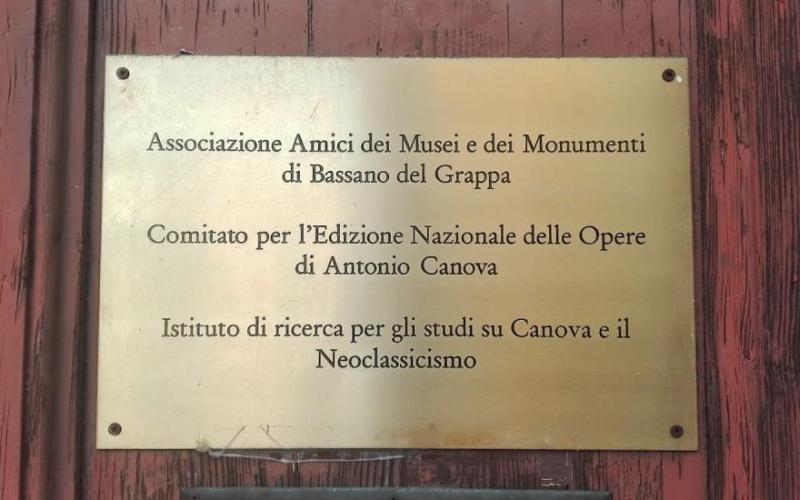 Associazione Amici dei Musei e dei Monumenti
di Bassano del Grappa
Comitato per l'Edizione Nazionale delle Opere
di Antonio Canova
Istituto di ricerca per gli studi su Canova e il
Neoclassicismo